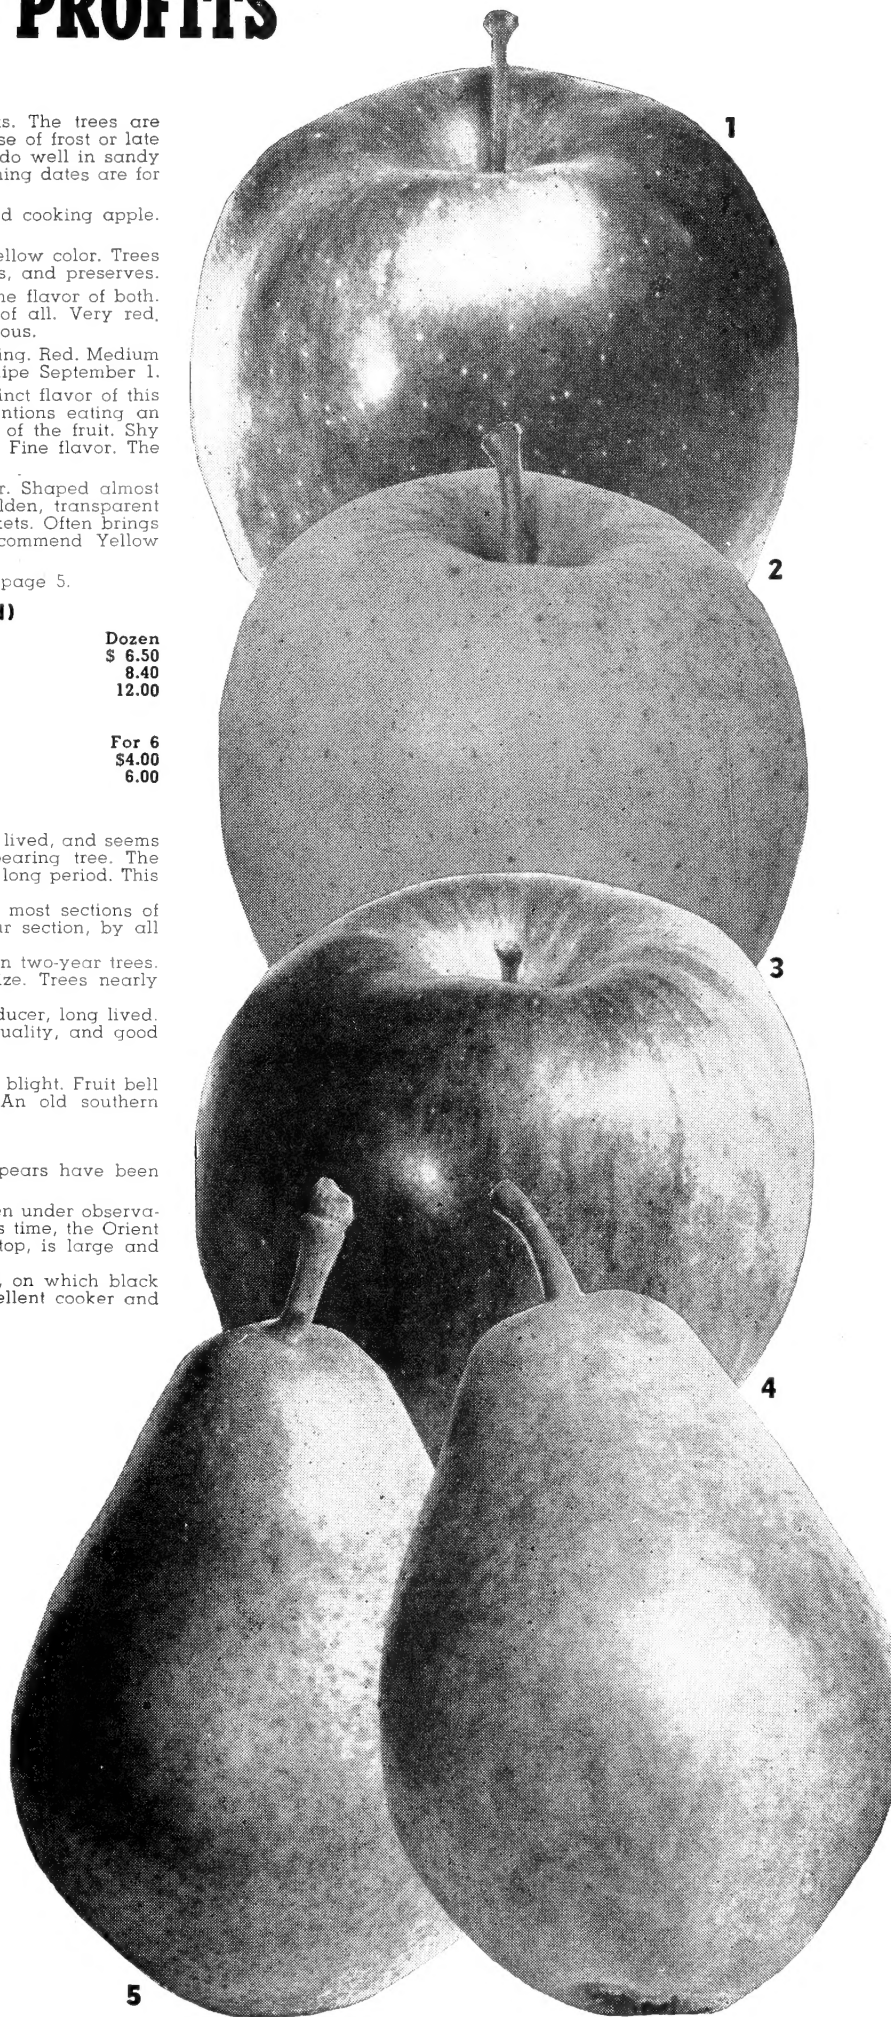 PROFITS
s. The trees are
se of frost or late
do well in sandy
ning dates are for
d cooking apple.
ellow color. Trees
s, and preserves.
ne flavor of both.
of all. Very red,
ous.
ing. Red. Medium
ipe September 1.
inct flavor of this
ntions eating an
of the fruit. Shy
Fine flavor. The
r. Shaped almost
lden, transparent
kets. Often brings
commend Yellow
page 5.
Dozen
$ 6.50
8.40
12.00
For 6
$4.00
6.00
lived, and seems
bearing tree. The
long period. This
most sections of
ur section, by all
n two-year trees.
ize. Trees nearly
ducer, long lived.
uality, and good
blight. Fruit bell
An old southern
pears have been
en under observa-
s time, the Orient
top, is large and
, on which black
ellent cooker and
1
2
3
4
5